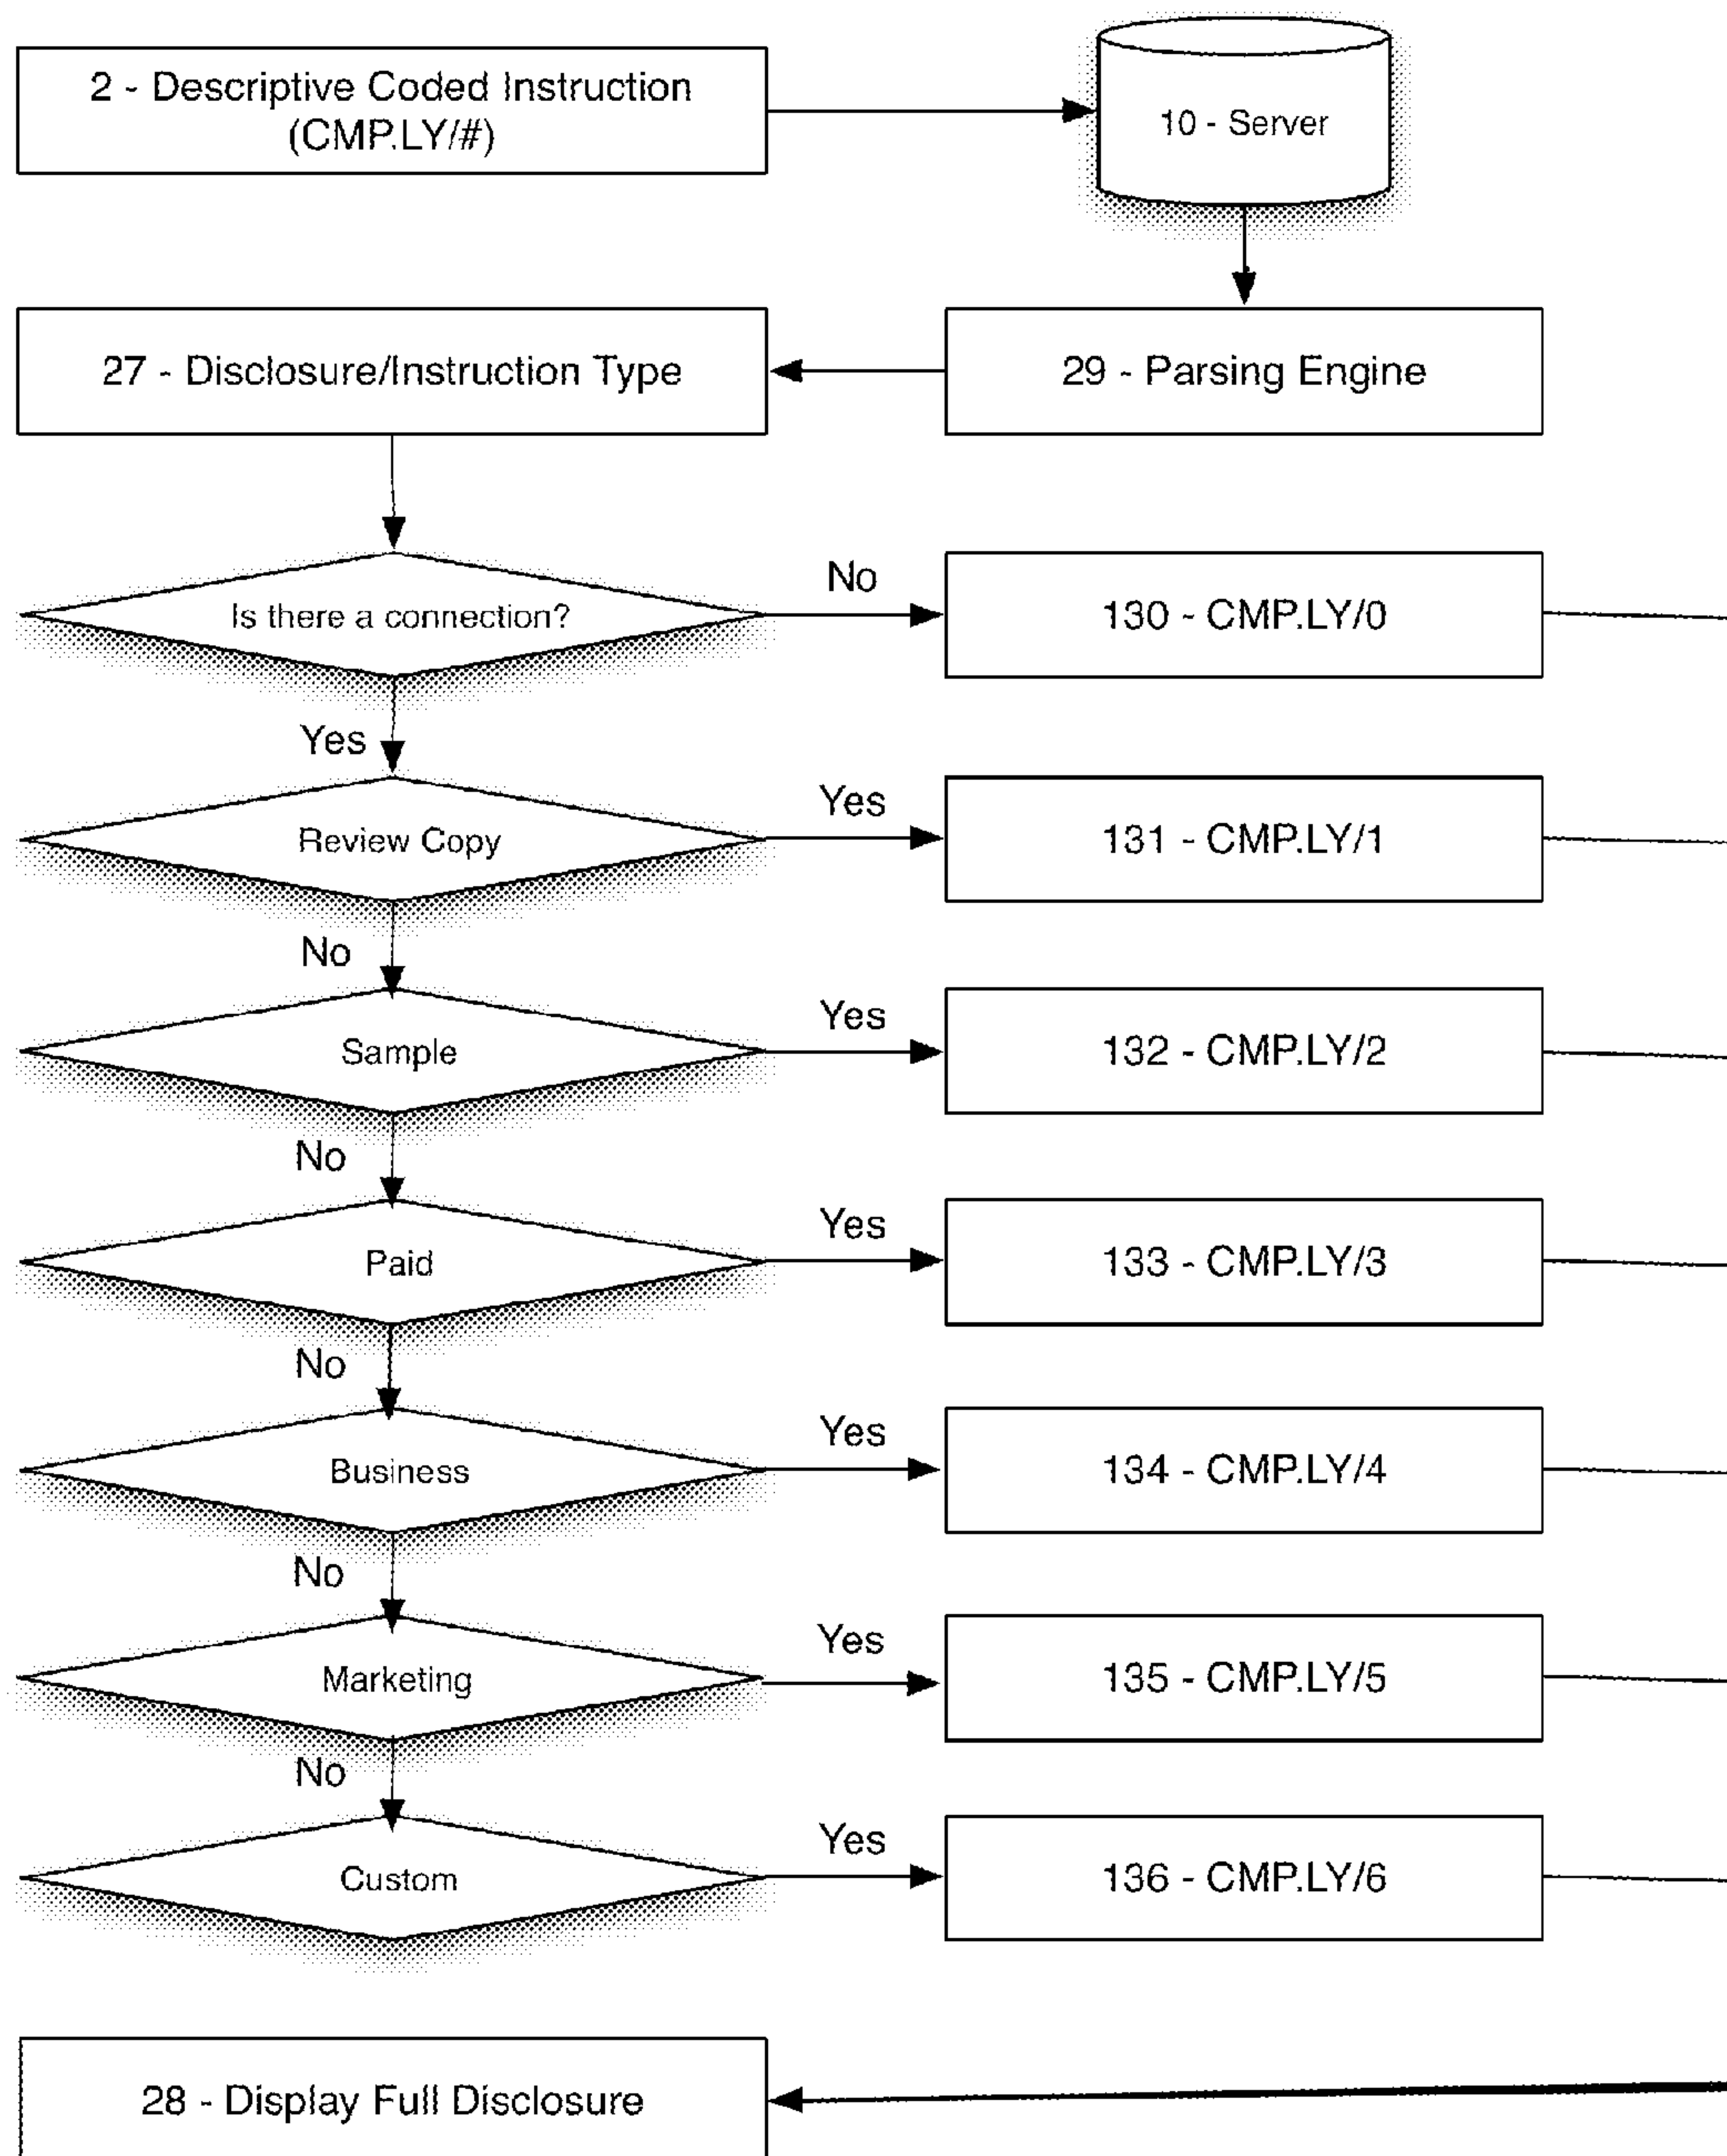 2 - Descriptive Coded Instruction
(CMP.LY/#)
10 - Server
27 - Disclosure/Instruction Type
29 - Parsing Engine
Is there a connection?
No
130 - CMP.LY/0
Yes
Review Copy
Yes
131 - CMP.LY/1
No
Sample
Yes
132 - CMP.LY/2
No
Paid
Yes
133 - CMP.LY/3
No
Business
Yes
134 - CMP.LY/4
No
Marketing
Yes
135 - CMP.LY/5
No
Custom
Yes
136 - CMP.LY/6
28 - Display Full Disclosure